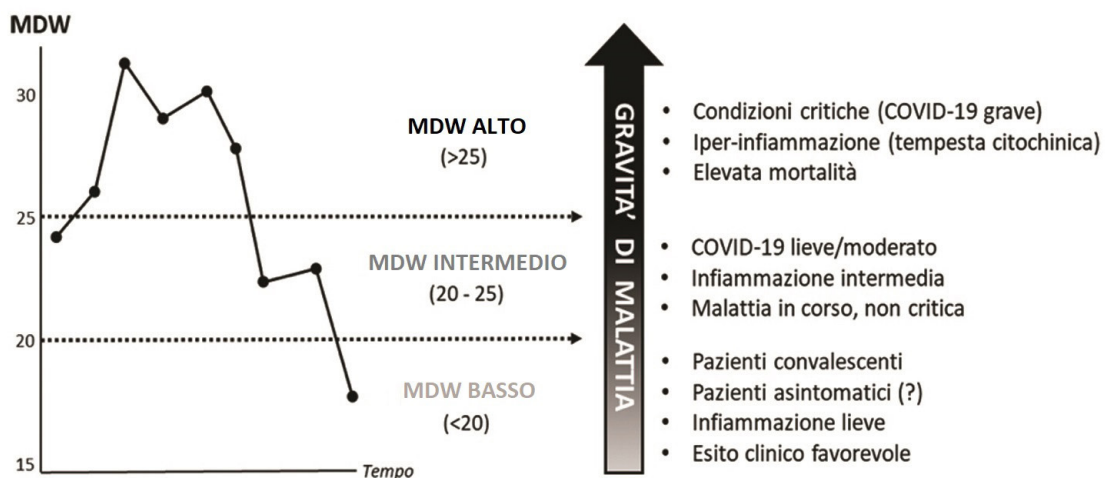 MDW
30
25
20
15
Tempo
MDW ALTO
(>25)
MDW INTERMEDIO
(20 - 25)
MDW BASSO
(<20)
GRAVITA' DI MALATTIA
• Condizioni critiche (COVID-19 grave)
• Iper-infiammazione (tempesta citochinica)
• Elevata mortalità
• COVID-19 lieve/moderato
• Infiammazione intermedia
• Malattia in corso, non critica
• Pazienti convalescenti
• Pazienti asintomatici (?)
• Infiammazione lieve
• Esito clinico favorevole